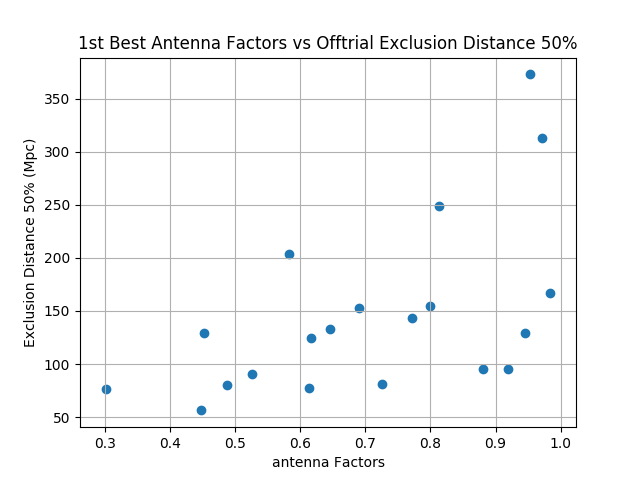 1st Best Antenna Factors vs Offtrial Exclusion Distance 50%
Exclusion Distance 50% (Mpc)
350
300
250
200
150
100
50
0.3 0.4 0.5 0.6 0.7 0.8 0.9 1.0
antenna Factors